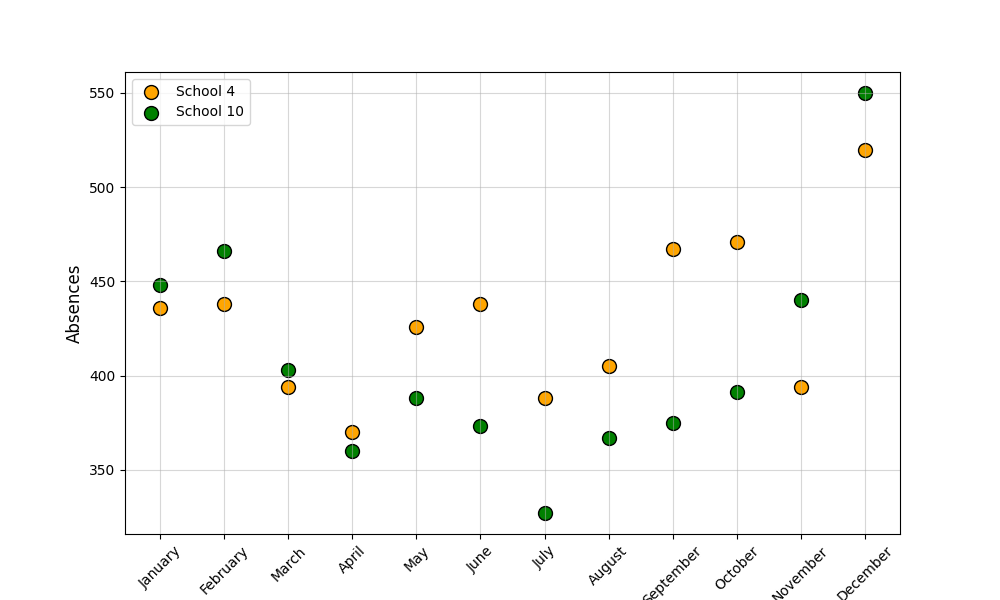 School 4
School 10
550
500
450
400
350
Absences
January
February
March
April
May
June
July
August
September
October
November
December